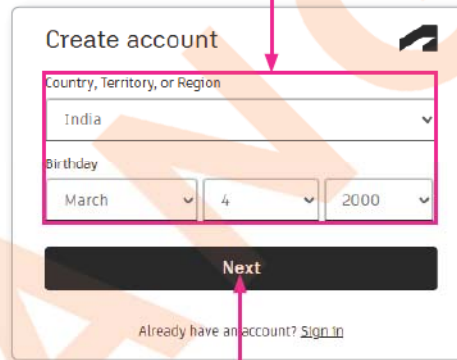 Create account
Country, Territory, or Region
India
Birthday
March 4 2000
Next
Already have an account? Sign in